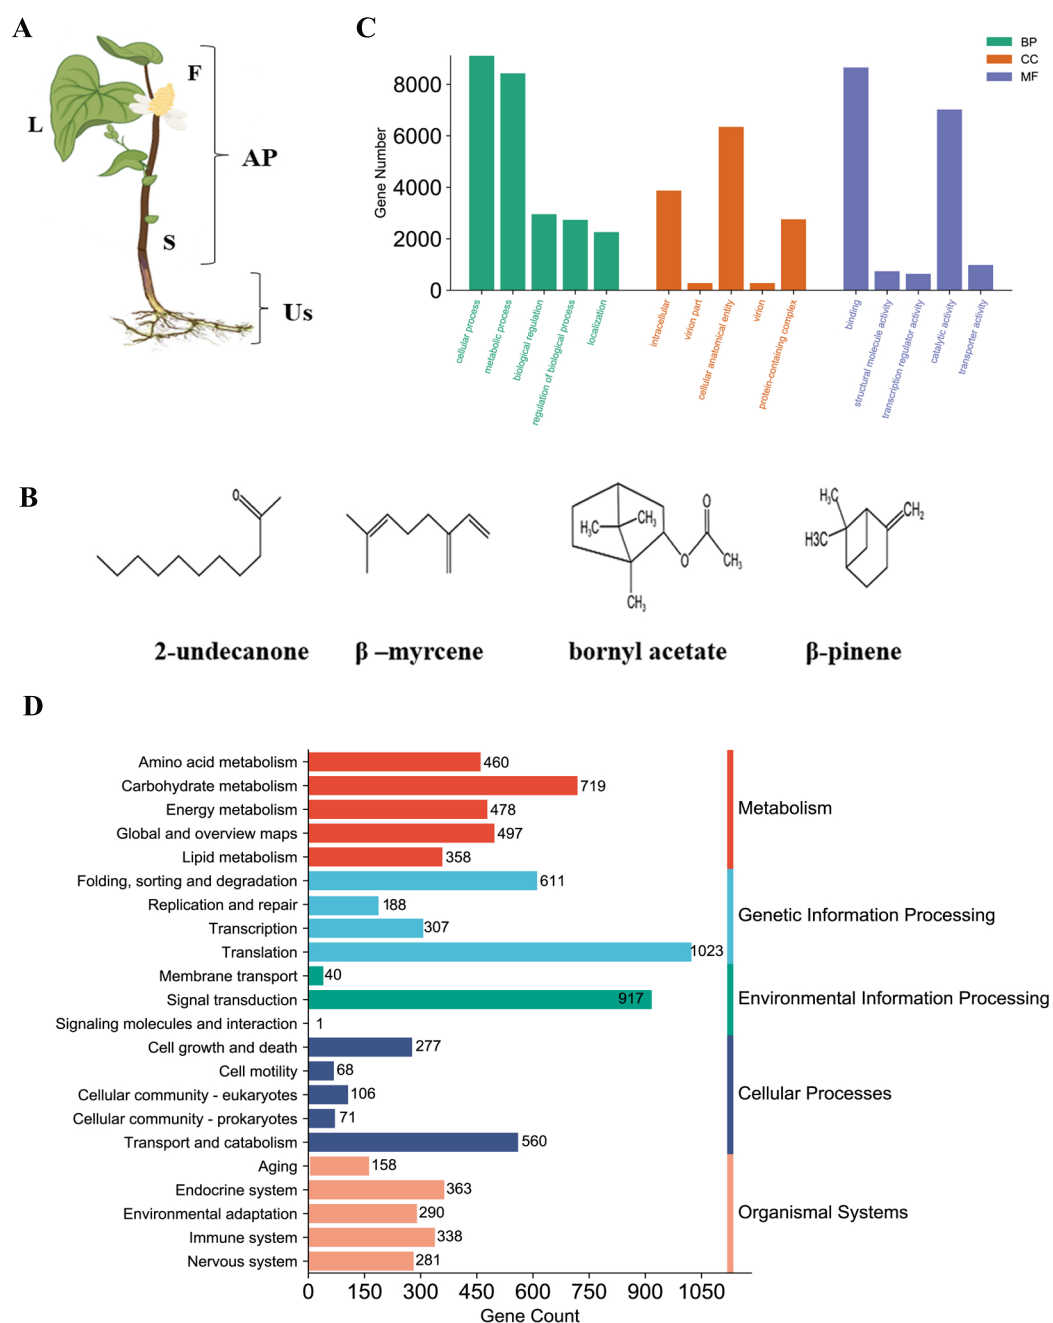 A
F
L
AP
S
Us
C
BP
CC
MF
Gene Number
8000
6000
4000
2000
0
cellular process
metabolic process
biological regulation
regulation of biological process
localization
intracellular
virion part
cellular anatomical entity
virion
protein-containing complex
binding
structural molecule activity
transcription regulator activity
catalytic activity
transporter activity
B
O
2-undecanone
β –myrcene
H₃C
CH₃
O
O
CH₃
CH₃
bornyl acetate
H₃C
CH₂
H3C
β-pinene
D
Amino acid metabolism 460
Carbohydrate metabolism 719
Energy metabolism 478
Global and overview maps 497
Lipid metabolism 358
Metabolism
Folding, sorting and degradation 611
Replication and repair 188
Transcription 307
Translation 1023
Genetic Information Processing
Membrane transport 40
Signal transduction 917
Signaling molecules and interaction 1
Environmental Information Processing
Cell growth and death 277
Cell motility 68
Cellular community - eukaryotes 106
Cellular community - prokaryotes 71
Transport and catabolism 560
Cellular Processes
Aging 158
Endocrine system 363
Environmental adaptation 290
Immune system 338
Nervous system 281
Organismal Systems
0 150 300 450 600 750 900 1050
Gene Count